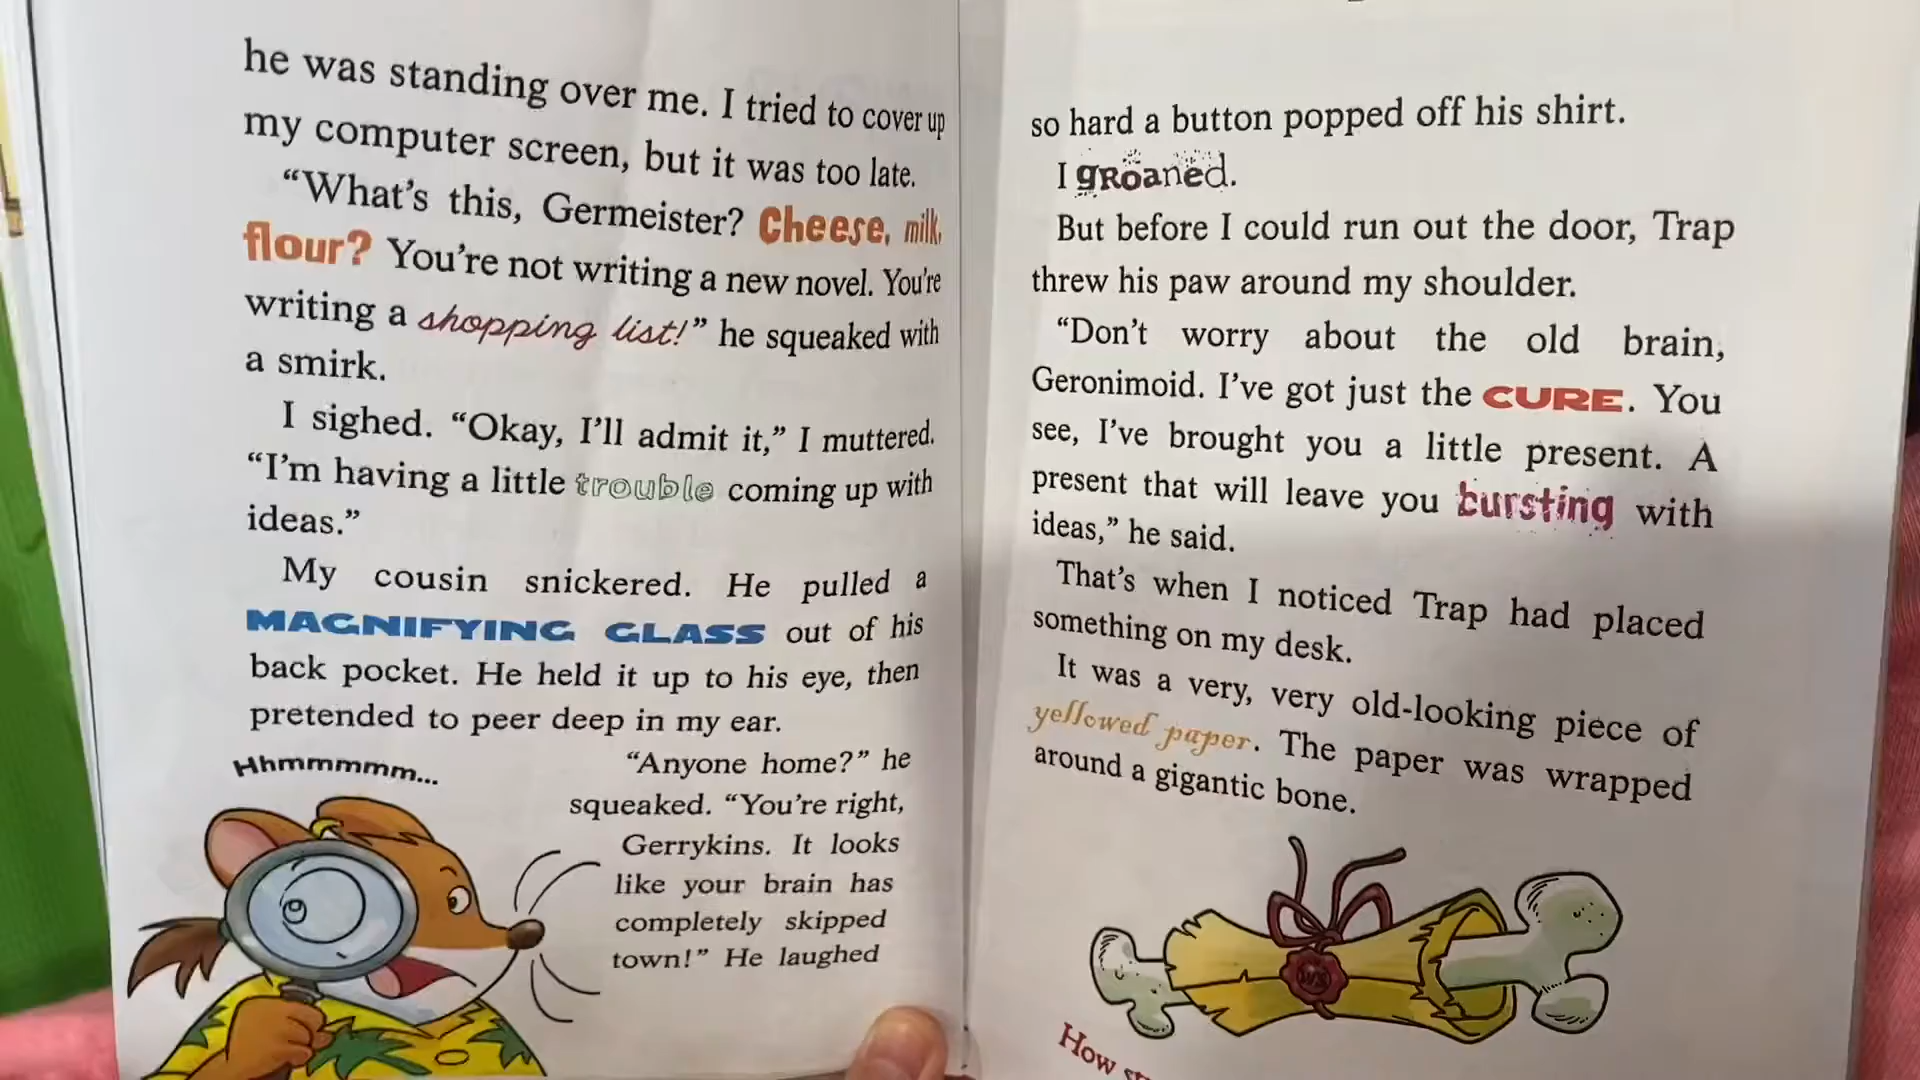 he was standing over me. I tried to cover up
my computer screen, but it was too late.
“What’s this, Germeister? Cheese, milk,
flour? You’re not writing a new novel. You’re
writing a shopping list!” he squeaked with
a smirk.
I sighed. “Okay, I’ll admit it,” I muttered.
“I’m having a little trouble coming up with
ideas.”
My cousin snickered. He pulled a
MAGNIFYING GLASS out of his
back pocket. He held it up to his eye, then
pretended to peer deep in my ear.
Hhmmmmm...
“Anyone home?” he
squeaked. “You’re right,
Gerrykins. It looks
like your brain has
completely skipped
town!” He laughed
so hard a button popped off his shirt.
I groaned.
But before I could run out the door, Trap
threw his paw around my shoulder.
“Don’t worry about the old brain,
Geronimoid. I’ve got just the CURE. You
see, I’ve brought you a little present. A
present that will leave you bursting with
ideas,” he said.
That’s when I noticed Trap had placed
something on my desk.
It was a very, very old-looking piece of
yellowed paper. The paper was wrapped
around a gigantic bone.
How